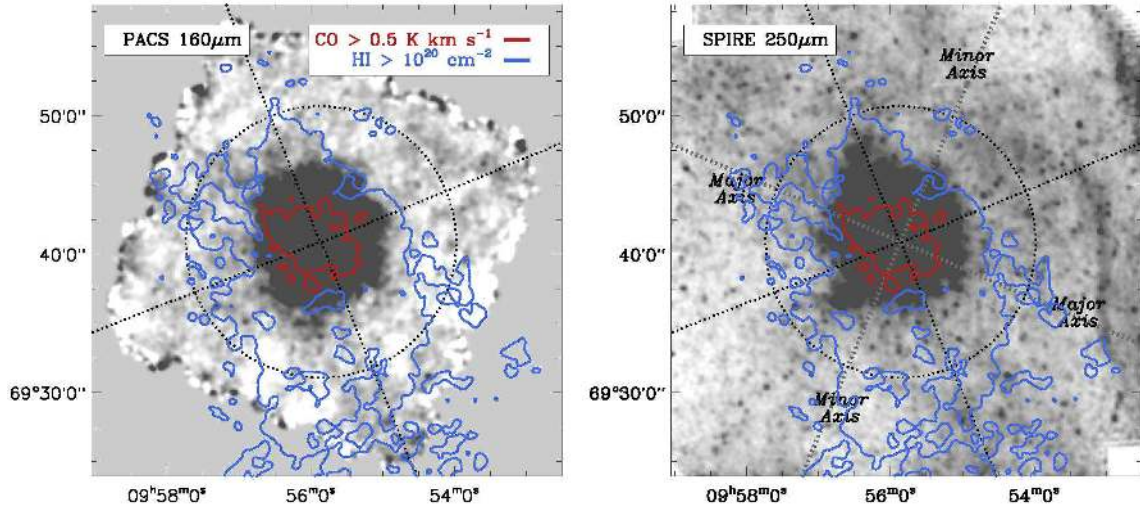 PACS 160μm
CO > 0.5 K km s⁻¹
HI > 10²⁰ cm⁻²
50'0''
40'0''
69°30'0''
09ʰ58ᵐ0ˢ
56ᵐ0ˢ
54ᵐ0ˢ
SPIRE 250μm
Minor
Axis
Major
Axis
Major
Axis
Minor
Axis
50'0''
40'0''
69°30'0''
09ʰ58ᵐ0ˢ
56ᵐ0ˢ
54ᵐ0ˢ